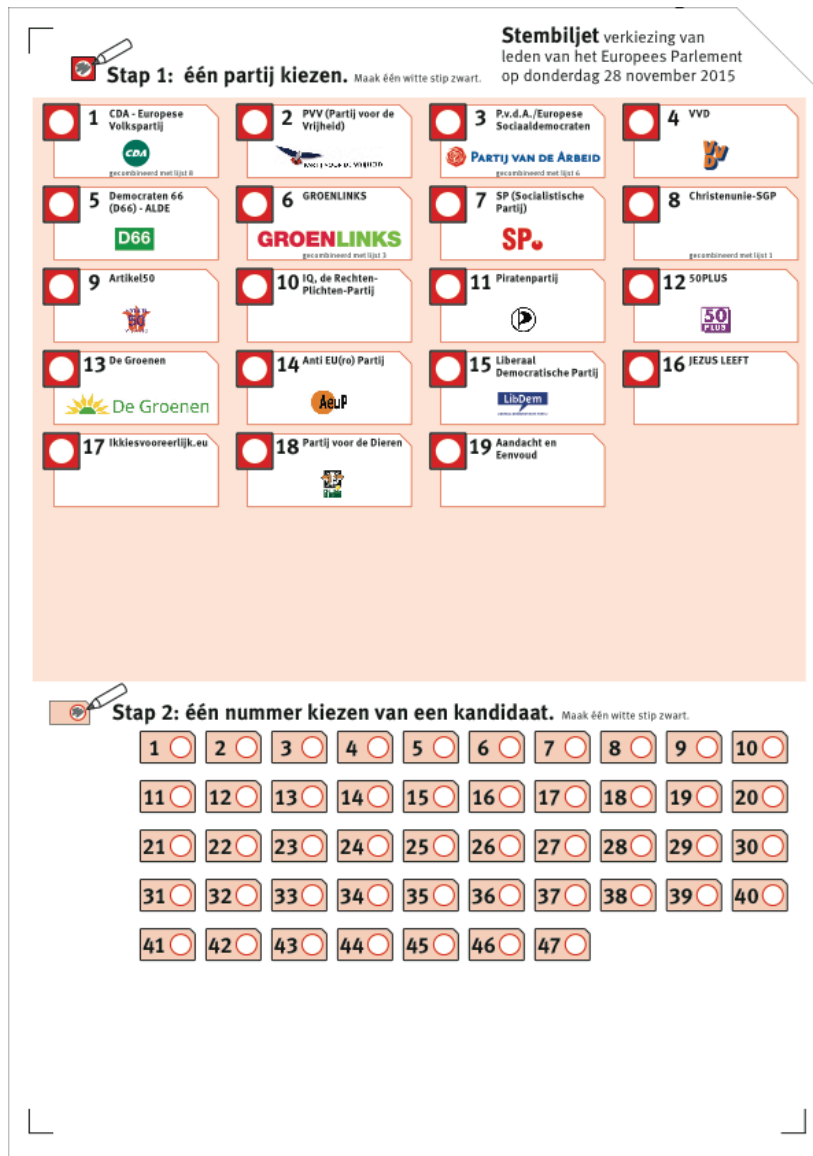 Stembiljet verkiezing van
leden van het Europees Parlement
op donderdag 28 november 2015
Stap 1: één partij kiezen. Maak één witte stip zwart.
1 CDA - Europese
Volkspartij
CDA
gecombineerd met lijst 8
2 PVV (Partij voor de
Vrijheid)
PARTIJ VOOR DE VRIJHEID
3 P.v.d.A./Europese
Sociaaldemocraten
PARTIJ VAN DE ARBEID
gecombineerd met lijst 6
4 VVD
VVD
5 Democraten 66
(D66) - ALDE
D66
6 GROENLINKS
GROENLINKS
gecombineerd met lijst 3
7 SP (Socialistische
Partij)
SP.
8 Christenunie-SGP
gecombineerd met lijst 1
9 Artikel50
50
10 IQ, de Rechten-
Plichten-Partij
11 Piratenpartij
12 50PLUS
50
PLUS
13 De Groenen
De Groenen
14 Anti EU(ro) Partij
AeuP
15 Liberaal
Democratische Partij
LibDem
16 JEZUS LEEFT
17 Ikkiesvooreerlijk.eu
18 Partij voor de Dieren
19 Aandacht en
Eenvoud
Stap 2: één nummer kiezen van een kandidaat. Maak één witte stip zwart.
1 2 3 4 5 6 7 8 9 10
11 12 13 14 15 16 17 18 19 20
21 22 23 24 25 26 27 28 29 30
31 32 33 34 35 36 37 38 39 40
41 42 43 44 45 46 47